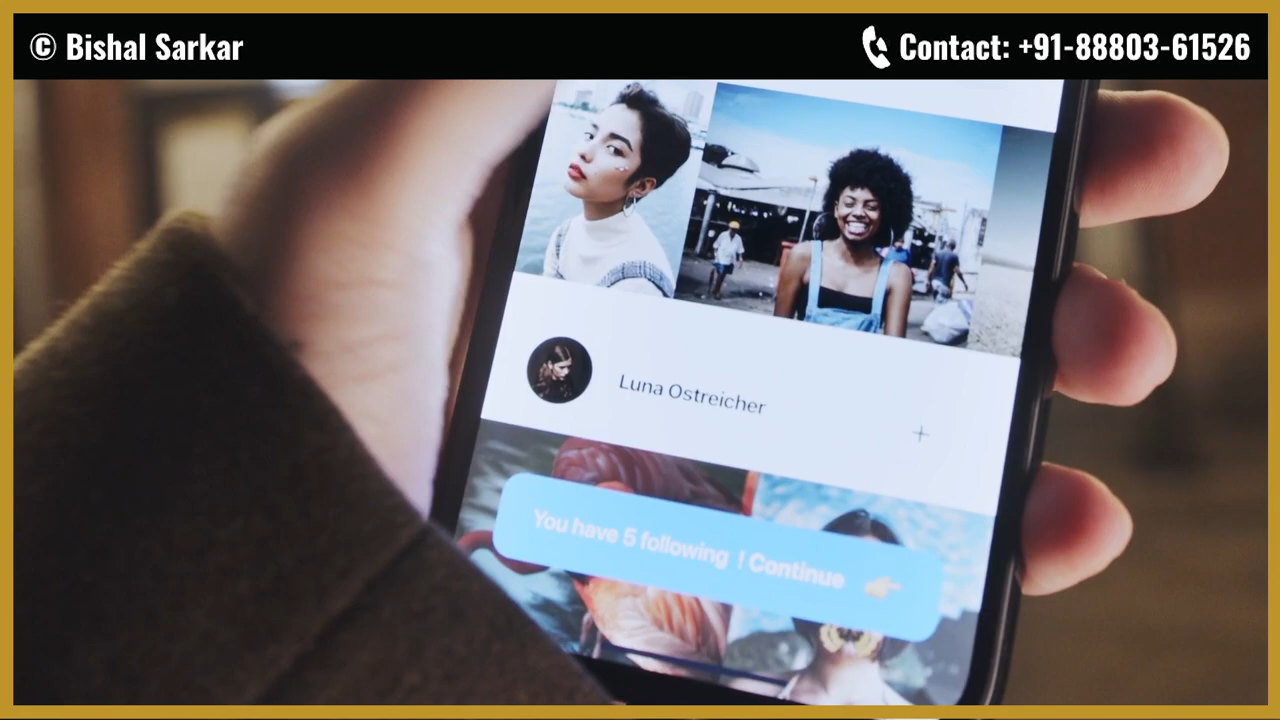 © Bishal Sarkar
Contact: +91-88803-61526
Luna Ostreicher
You have 5 following ! Continue